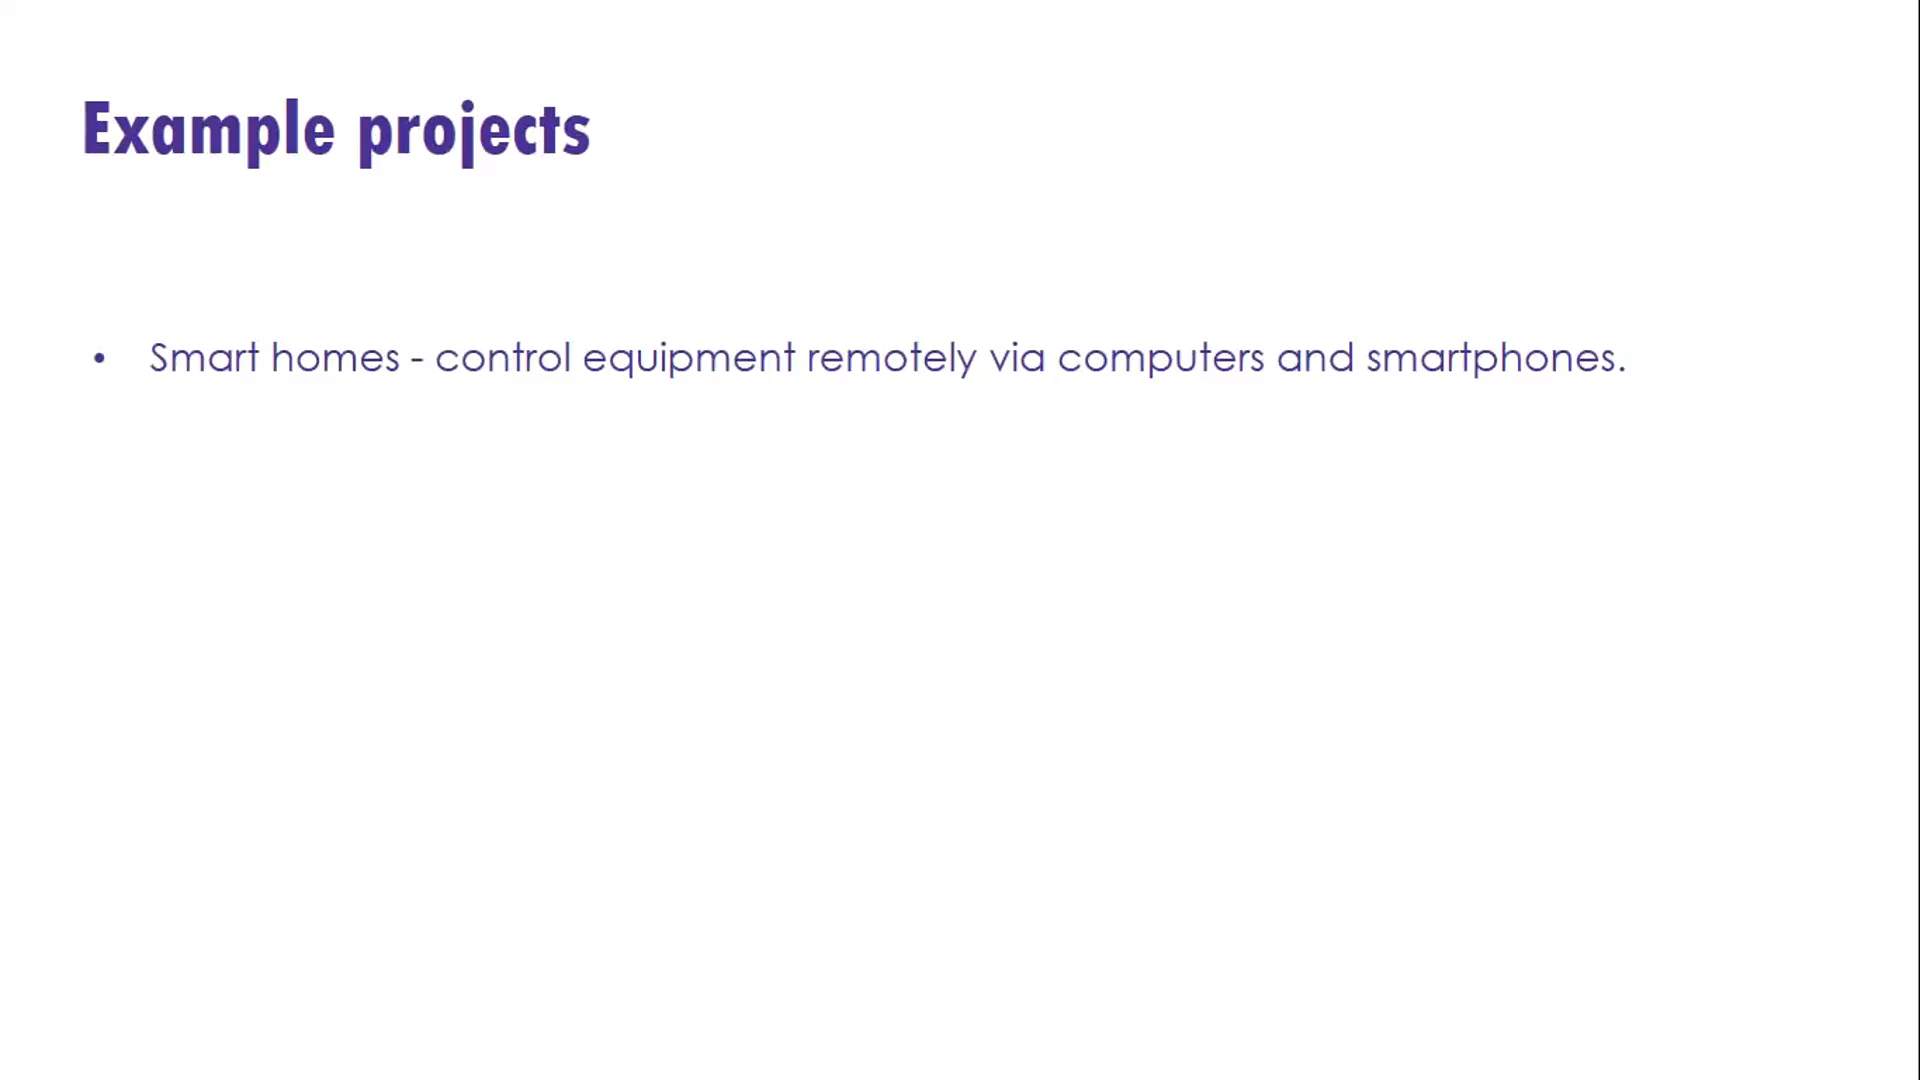 Example projects
• Smart homes - control equipment remotely via computers and smartphones.